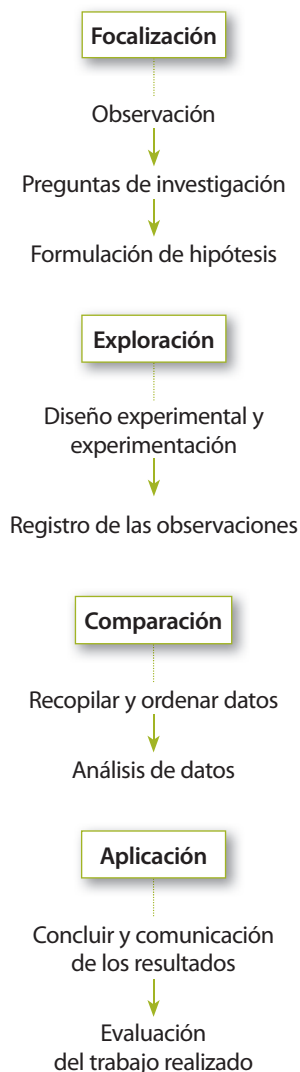 Focalización
Observación
Preguntas de investigación
Formulación de hipótesis
Exploración
Diseño experimental y
experimentación
Registro de las observaciones
Comparación
Recopilar y ordenar datos
Análisis de datos
Aplicación
Concluir y comunicación
de los resultados
Evaluación
del trabajo realizado